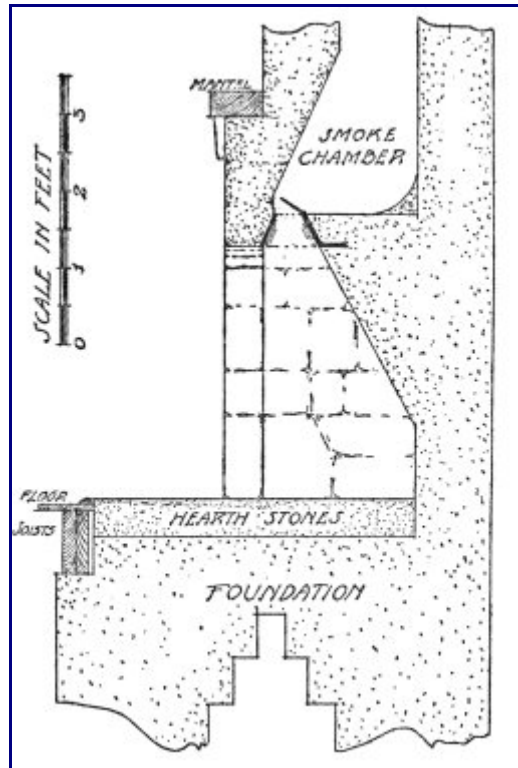 MANTEL
SMOKE
CHAMBER
SCALE IN FEET
3
2
1
0
FLOOR
JOISTS
HEARTH STONES
FOUNDATION